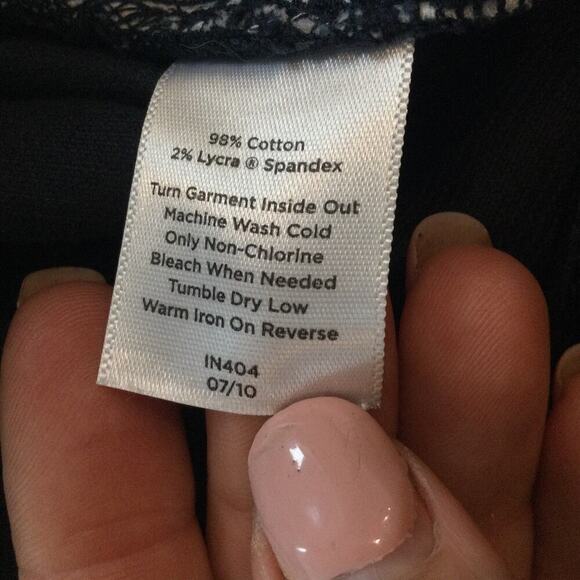 98% Cotton
2% Lycra ® Spandex
Turn Garment Inside Out
Machine Wash Cold
Only Non-Chlorine
Bleach When Needed
Tumble Dry Low
Warm Iron On Reverse
IN404
07/10